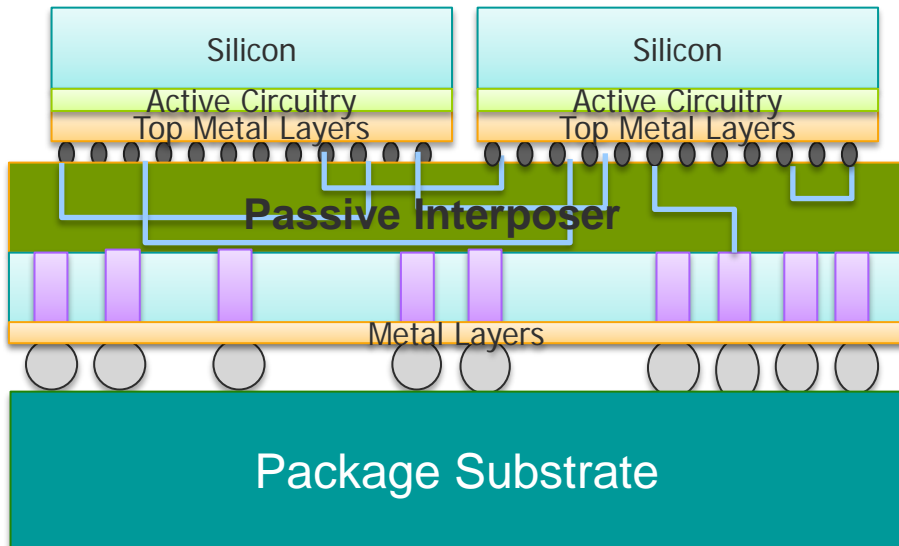 Silicon
Silicon
Active Circuitry
Active Circuitry
Top Metal Layers
Top Metal Layers
Passive Interposer
Metal Layers
Package Substrate